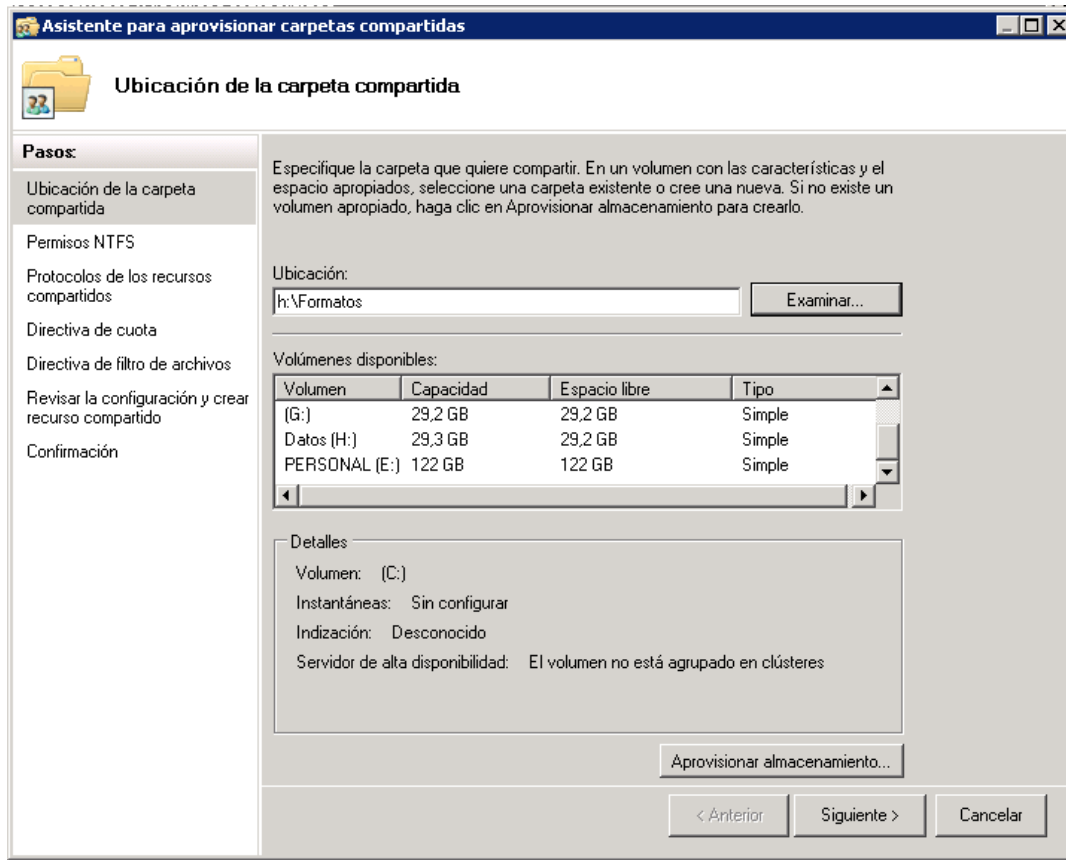 Asistente para aprovisionar carpetas compartidas
Ubicación de la carpeta compartida
Pasos:
Ubicación de la carpeta
compartida
Permisos NTFS
Protocolos de los recursos
compartidos
Directiva de cuota
Directiva de filtro de archivos
Revisar la configuración y crear
recurso compartido
Confirmación
Especifique la carpeta que quiere compartir. En un volumen con las características y el
espacio apropiados, seleccione una carpeta existente o cree una nueva. Si no existe un
volumen apropiado, haga clic en Aprovisionar almacenamiento para crearlo.
Ubicación:
h:\Formatos
Examinar...
Volúmenes disponibles:
Volumen Capacidad Espacio libre Tipo
(G:) 29,2 GB 29,2 GB Simple
Datos (H:) 29,3 GB 29,2 GB Simple
PERSONAL (E:) 122 GB 122 GB Simple
Detalles
Volumen: (C:)
Instantáneas: Sin configurar
Indización: Desconocido
Servidor de alta disponibilidad: El volumen no está agrupado en clústeres
Aprovisionar almacenamiento...
< Anterior Siguiente > Cancelar